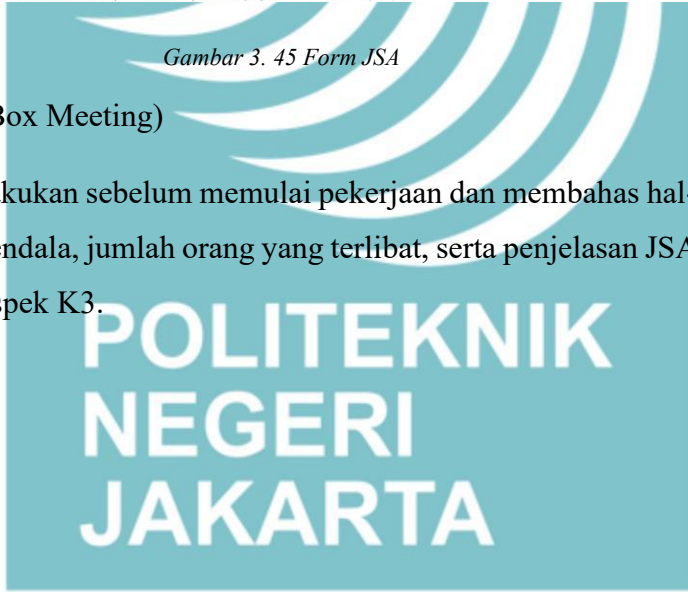 Gambar 3. 45 Form JSA
Box Meeting)
akukan sebelum memulai pekerjaan dan membahas hal-
endala, jumlah orang yang terlibat, serta penjelasan JSA
spek K3.
POLITEKNIK
NEGERI
JAKARTA